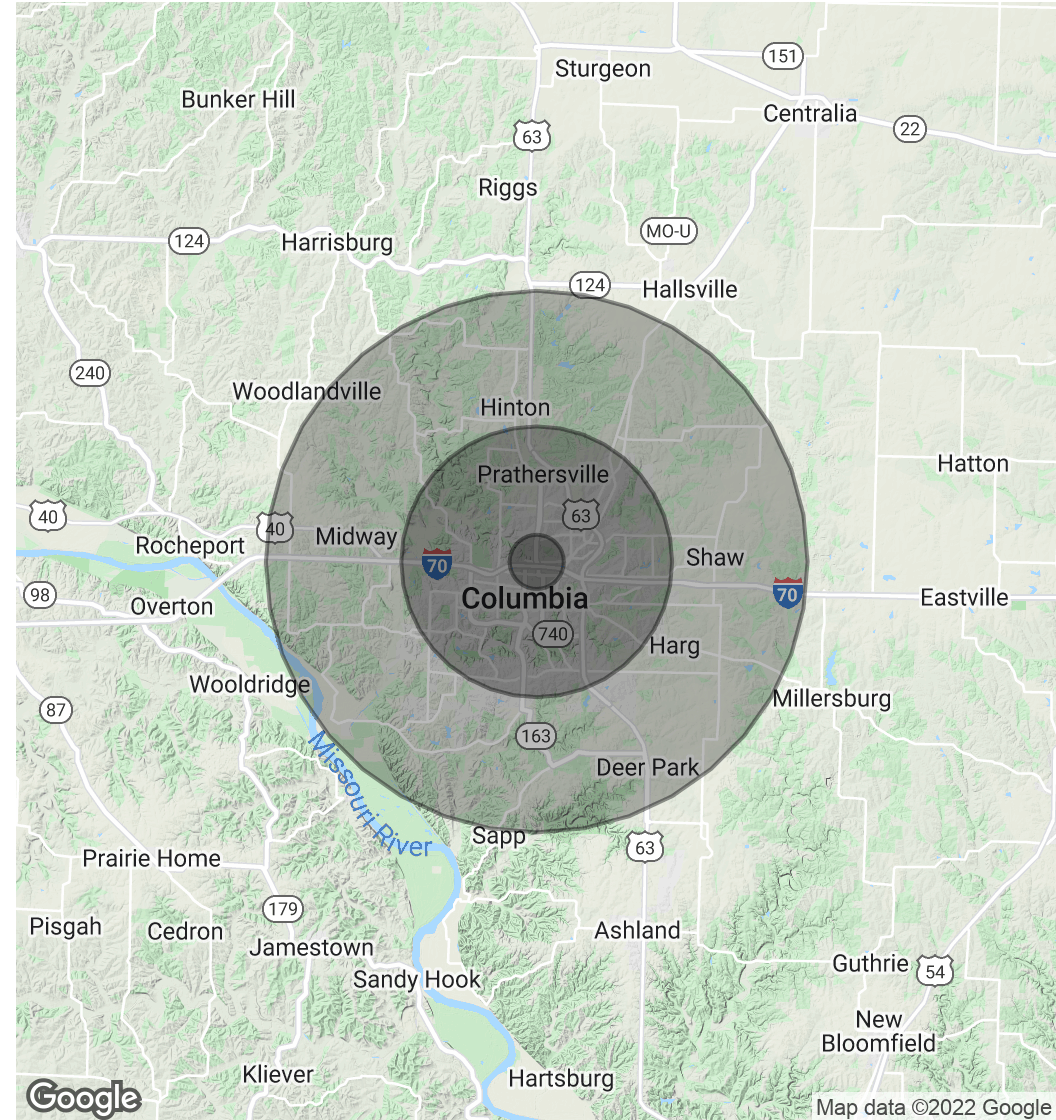 151
Sturgeon
Bunker Hill
Centralia
22
63
Riggs
MO-U
124
Harrisburg
124
Hallsville
240
Woodlandville
Hinton
Hatton
Prathersville
40
63
40
Midway
Rocheport
Shaw
70
70
98
Overton
Columbia
Eastville
740
Harg
Wooldridge
Millersburg
87
163
Missouri River
Deer Park
Sapp
63
Prairie Home
179
Pisgah
Cedron
Ashland
Jamestown
Guthrie
54
Sandy Hook
New
Bloomfield
Kliever
Hartsburg
Google
Map data ©2022 Google